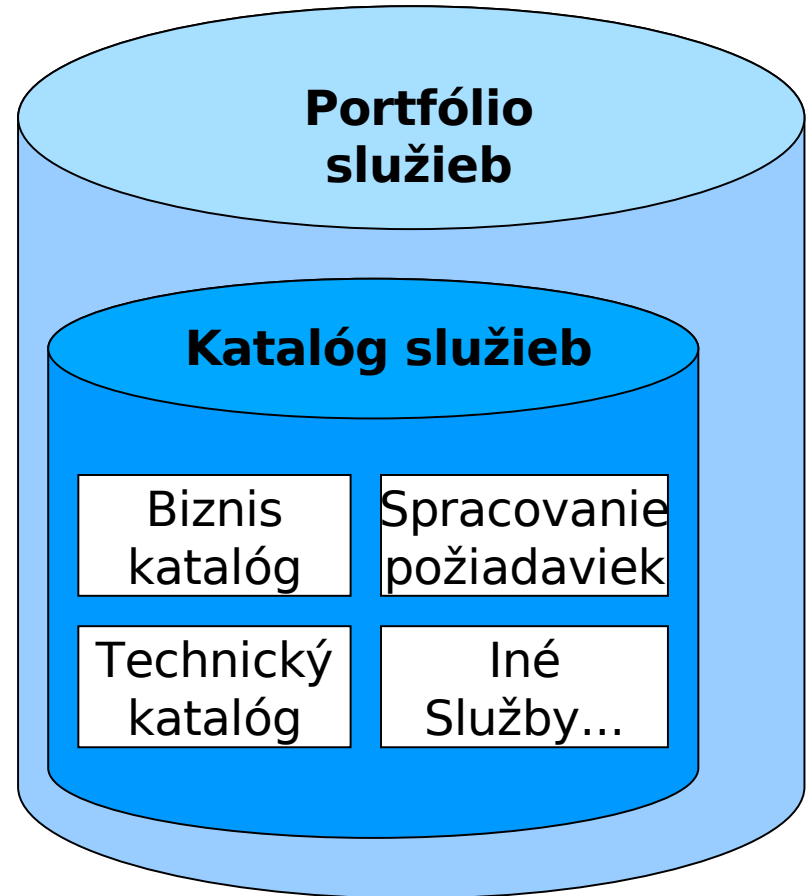 Portfólio
služieb
Katalóg služieb
Biznis
katalóg
Spracovanie
požiadaviek
Technický
katalóg
Iné
Služby...